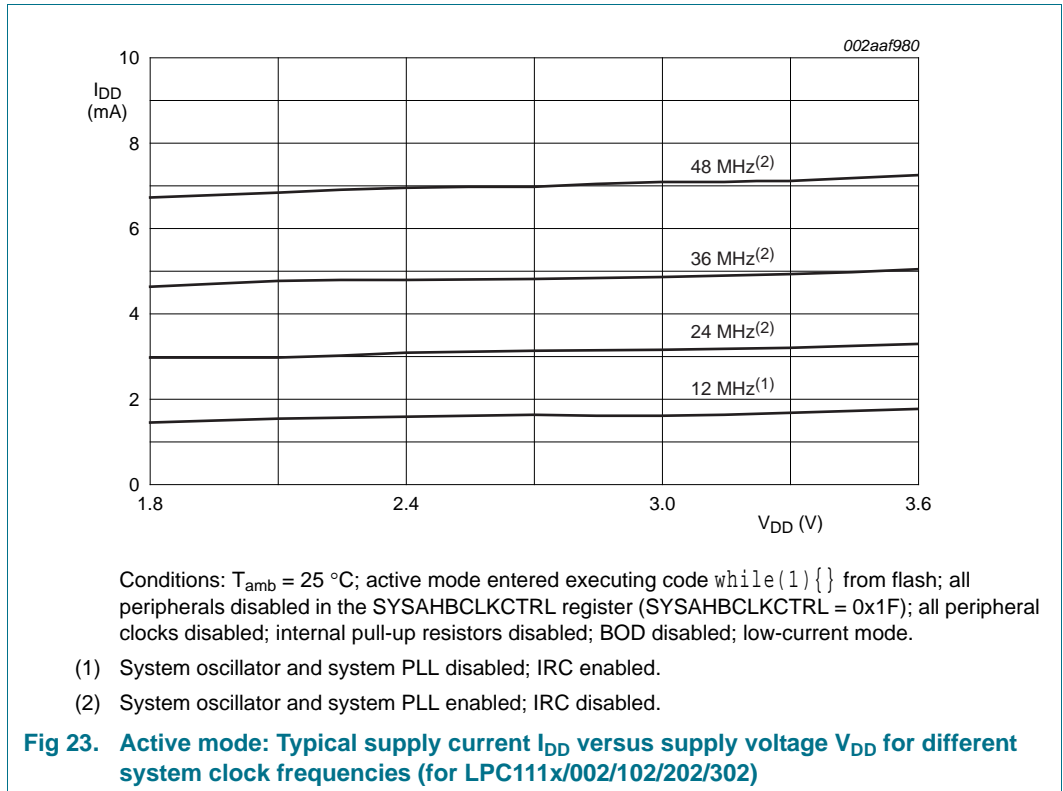 002aaf980
10
I_DD
(mA)
8
48 MHz(2)
6
36 MHz(2)
4
24 MHz(2)
12 MHz(1)
2
0
1.8
2.4
3.0
3.6
V_DD (V)
Conditions: T_amb = 25 °C; active mode entered executing code while(1){} from flash; all
peripherals disabled in the SYSAHBCLKCTRL register (SYSAHBCLKCTRL = 0x1F); all peripheral
clocks disabled; internal pull-up resistors disabled; BOD disabled; low-current mode.
(1) System oscillator and system PLL disabled; IRC enabled.
(2) System oscillator and system PLL enabled; IRC disabled.
Fig 23. Active mode: Typical supply current I_DD versus supply voltage V_DD for different
system clock frequencies (for LPC111x/002/102/202/302)